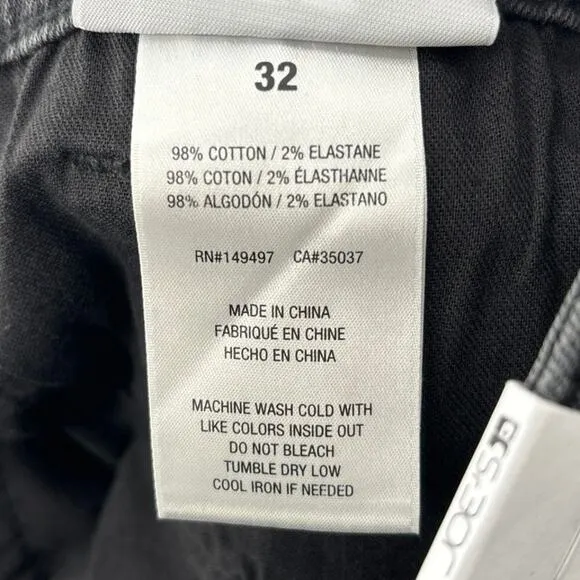 32
98% COTTON / 2% ELASTANE
98% COTON / 2% ÉLASTHANNE
98% ALGODÓN / 2% ELASTANO
RN#149497 CA#35037
MADE IN CHINA
FABRIQUÉ EN CHINE
HECHO EN CHINA
MACHINE WASH COLD WITH
LIKE COLORS INSIDE OUT
DO NOT BLEACH
TUMBLE DRY LOW
COOL IRON IF NEEDED